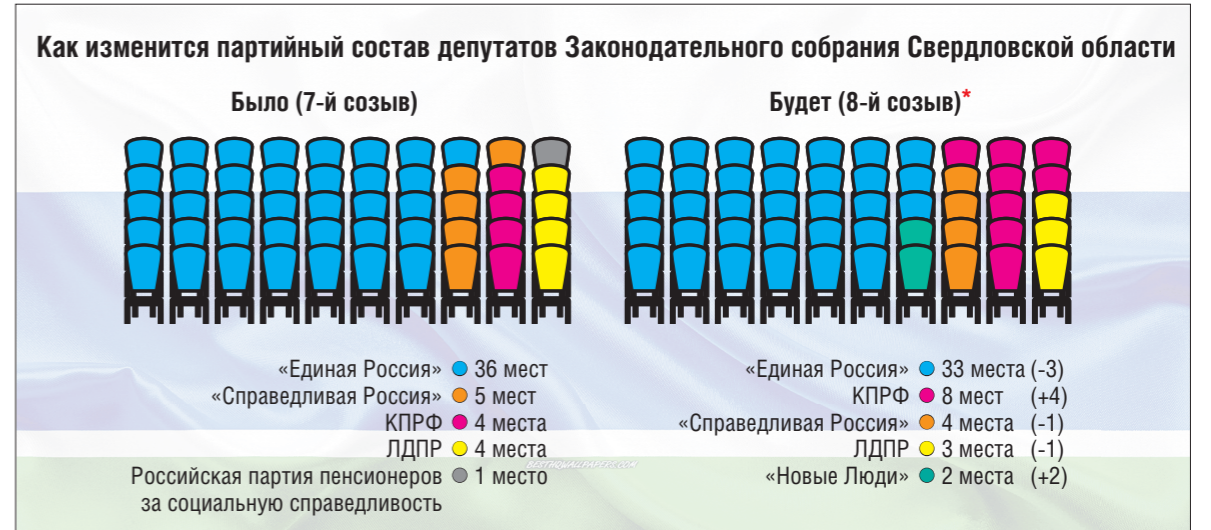 Как изменится партийный состав депутатов Законодательного собрания Свердловской области
Было (7-й созыв)
«Единая Россия» 36 мест
«Справедливая Россия» 5 мест
КПРФ 4 места
ЛДПР 4 места
Российская партия пенсионеров 1 место
за социальную справедливость
Будет (8-й созыв)*
«Единая Россия» 33 места (-3)
КПРФ 8 мест (+4)
«Справедливая Россия» 4 места (-1)
ЛДПР 3 места (-1)
«Новые Люди» 2 места (+2)
BESTHQWALLPAPERS.COM